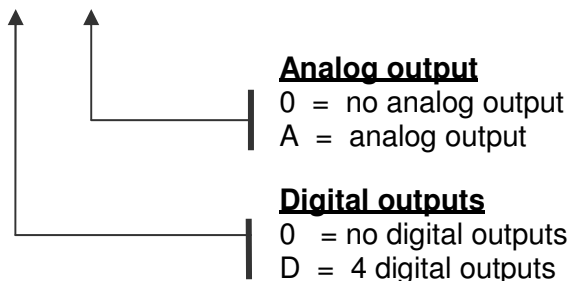 Analog output
0 = no analog output
A = analog output
Digital outputs
0 = no digital outputs
D = 4 digital outputs